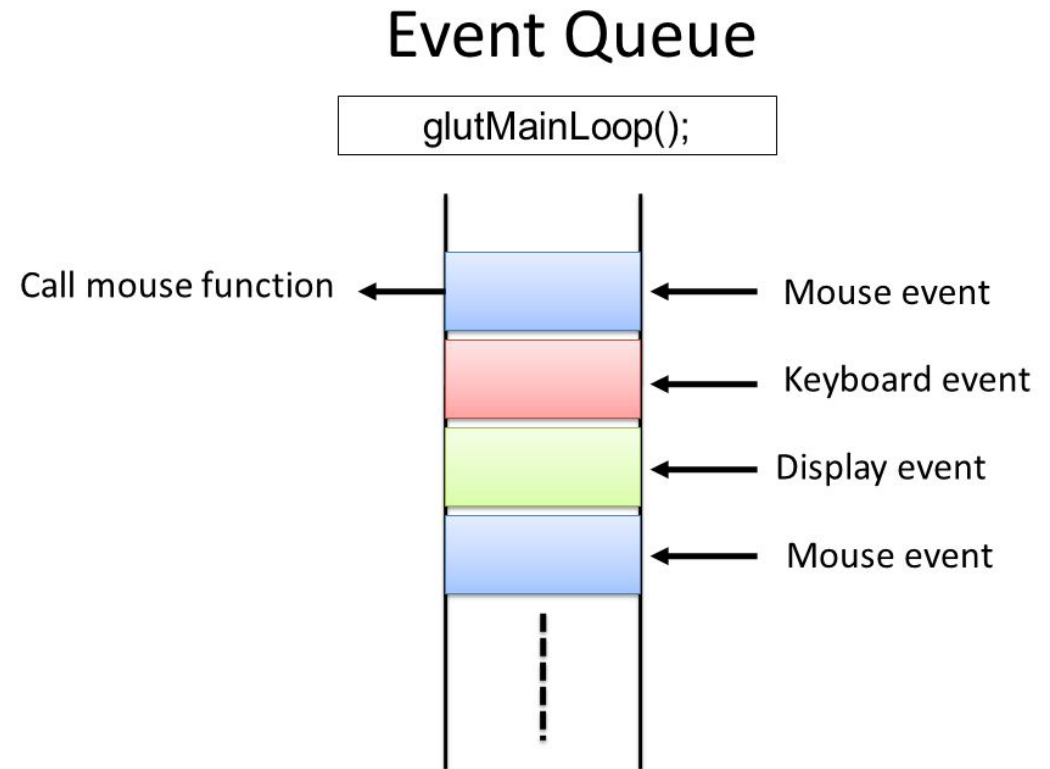 Event Queue
glutMainLoop();
Call mouse function
Mouse event
Keyboard event
Display event
Mouse event